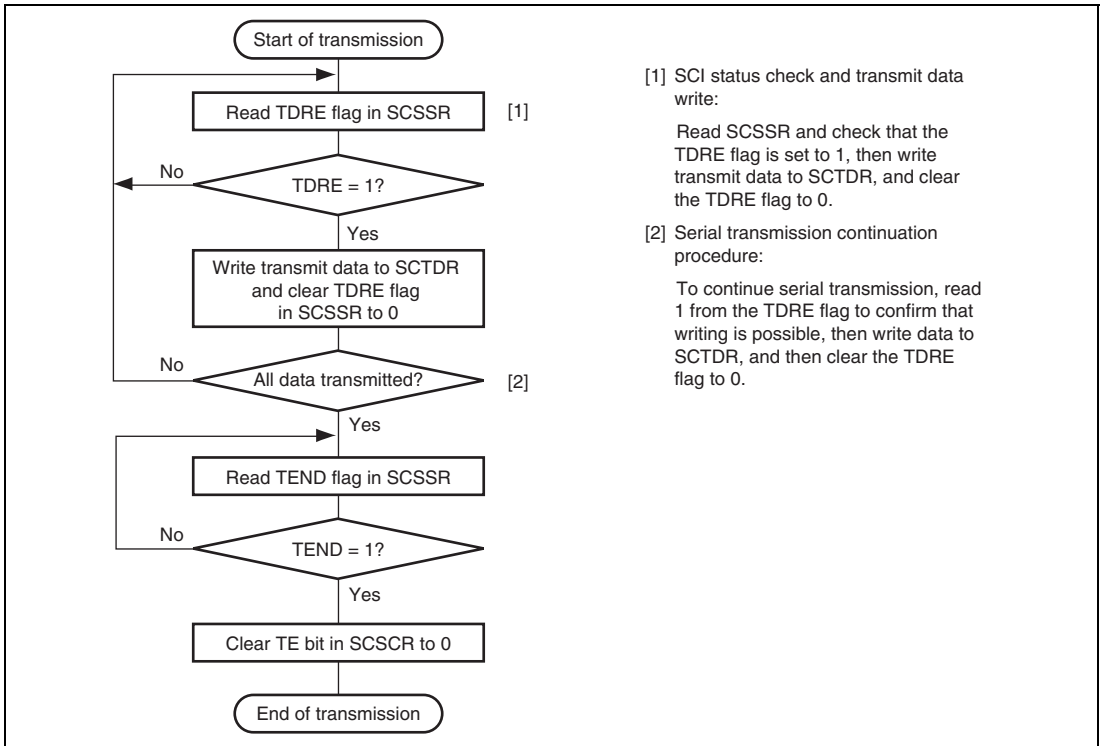 Start of transmission
Read TDRE flag in SCSSR
[1]
No
TDRE = 1?
Yes
Write transmit data to SCTDR
and clear TDRE flag
in SCSSR to 0
No
All data transmitted?
[2]
Yes
Read TEND flag in SCSSR
No
TEND = 1?
Yes
Clear TE bit in SCSCR to 0
End of transmission
[1] SCI status check and transmit data
write:
Read SCSSR and check that the
TDRE flag is set to 1, then write
transmit data to SCTDR, and clear
the TDRE flag to 0.
[2] Serial transmission continuation
procedure:
To continue serial transmission, read
1 from the TDRE flag to confirm that
writing is possible, then write data to
SCTDR, and then clear the TDRE
flag to 0.